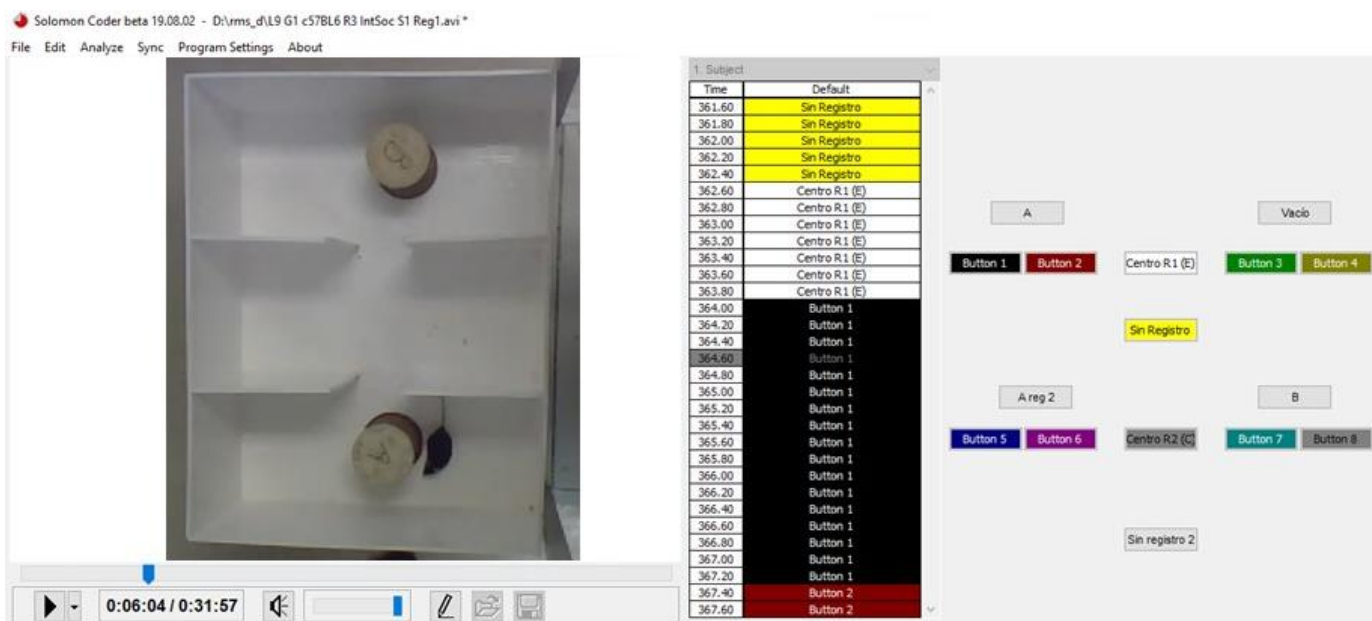 Solomon Coder beta 19.08.02 - D:\rms_d\L9 G1 c57BL6 R3 IntSoc S1 Reg1.avi *
File Edit Analyze Sync Program Settings About
1. Subject
Time Default
361.60 Sin Registro
361.80 Sin Registro
362.00 Sin Registro
362.20 Sin Registro
362.40 Sin Registro
362.60 Centro R1 (E)
362.80 Centro R1 (E)
363.00 Centro R1 (E)
363.20 Centro R1 (E)
363.40 Centro R1 (E)
363.60 Centro R1 (E)
363.80 Centro R1 (E)
364.00 Button 1
364.20 Button 1
364.40 Button 1
364.60 Button 1
364.80 Button 1
365.00 Button 1
365.20 Button 1
365.40 Button 1
365.60 Button 1
365.80 Button 1
366.00 Button 1
366.20 Button 1
366.40 Button 1
366.60 Button 1
366.80 Button 1
367.00 Button 1
367.20 Button 1
367.40 Button 2
367.60 Button 2
A Vacío
Button 1 Button 2 Centro R1 (E) Button 3 Button 4
Sin Registro
A reg 2 B
Button 5 Button 6 Centro R2 (C) Button 7 Button 8
Sin registro 2
0:06:04 / 0:31:57